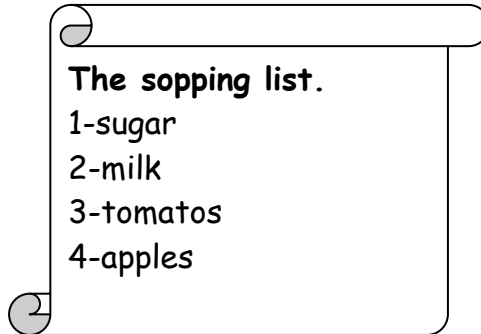 The sopping list.
1-sugar
2-milk
3-tomatos
4-apples